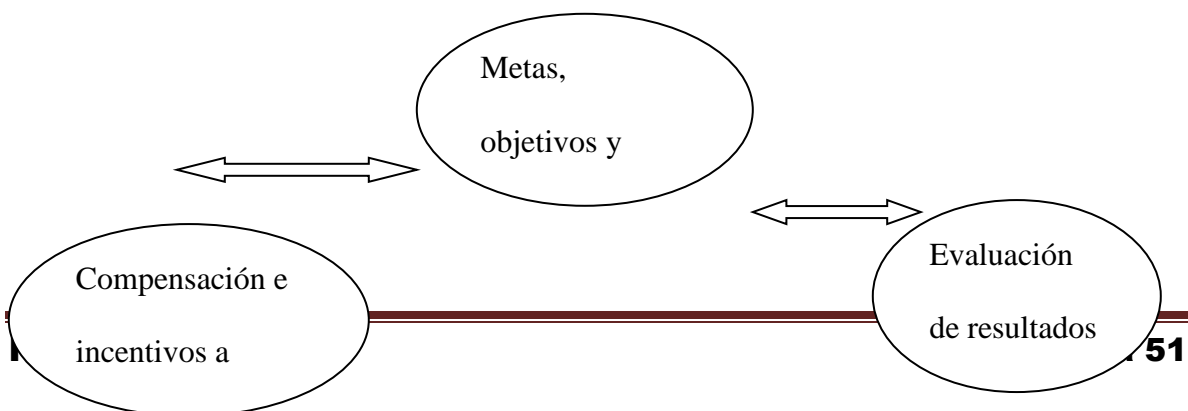 Metas,
objetivos y
Evaluación
de resultados
Compensación e
incentivos a
51